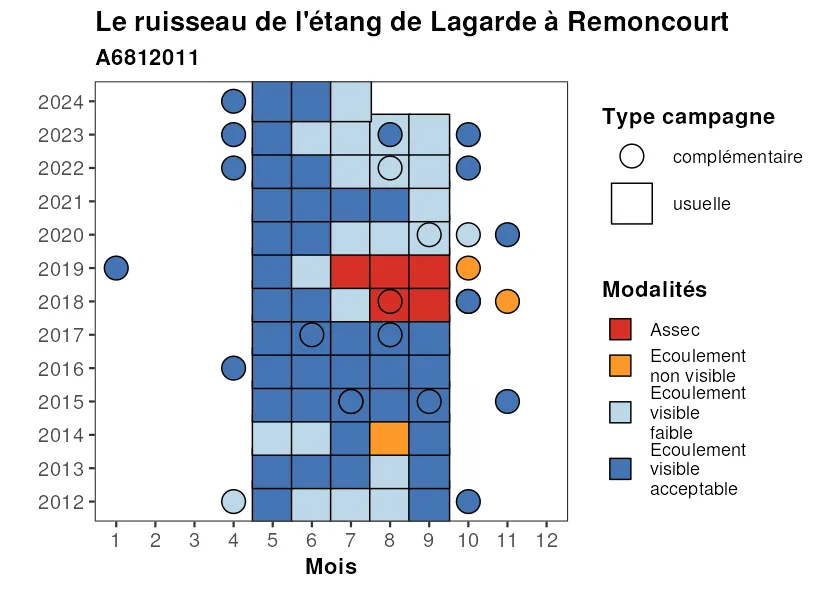 Le ruisseau de l'étang de Lagarde à Remoncourt
A6812011
2024
2023
2022
2021
2020
2019
2018
2017
2016
2015
2014
2013
2012
1 2 3 4 5 6 7 8 9 10 11 12
Mois
Type campagne
complémentaire
usuelle
Modalités
Assec
Ecoulement
non visible
Ecoulement
visible
faible
Ecoulement
visible
acceptable